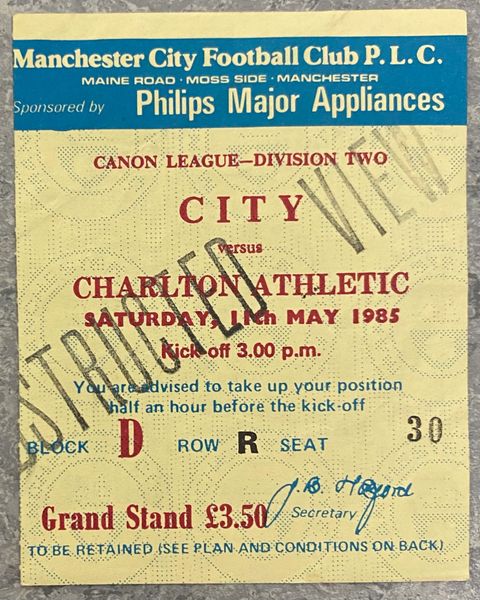 Manchester City Football Club P.L.C.
MAINE ROAD · MOSS SIDE · MANCHESTER
Sponsored by Philips Major Appliances
CANON LEAGUE—DIVISION TWO
CITY
versus
CHARLTON ATHLETIC
SATURDAY, 11th MAY 1985
Kick-off 3.00 p.m.
OBSTRUCTED VIEW
You are advised to take up your position
half an hour before the kick-off
BLOCK D ROW R SEAT 30
Grand Stand £3.50
Secretary
TO BE RETAINED (SEE PLAN AND CONDITIONS ON BACK)